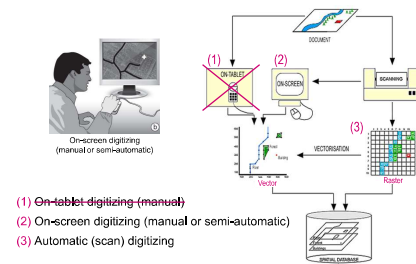 DOCUMENT
(1)
(2)
ON-TABLET
ON-SCREEN
SCANNING
b
On-screen digitizing
(manual or semi-automatic)
(3)
VECTORISATION
Vector
Raster
(1) On-tablet digitizing (manual)
(2) On-screen digitizing (manual or semi-automatic)
(3) Automatic (scan) digitizing
SPATIAL DATABASE